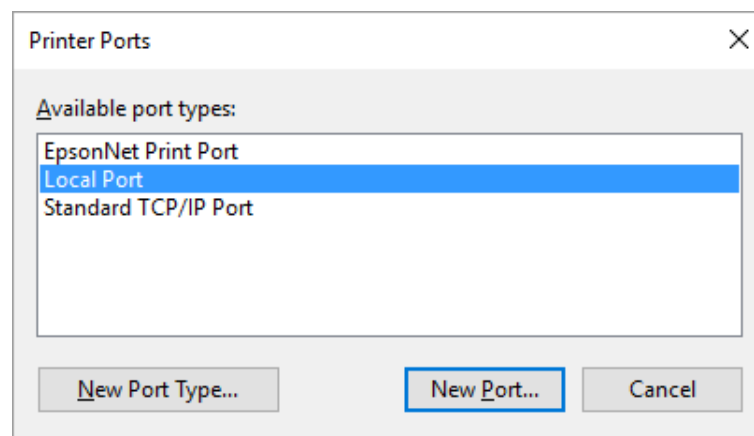 Printer Ports
Available port types:
EpsonNet Print Port
Local Port
Standard TCP/IP Port
New Port Type...
New Port...
Cancel